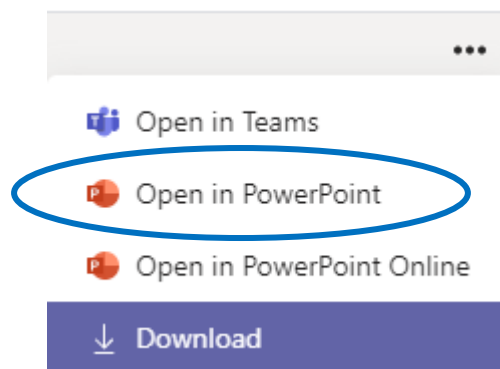 Open in Teams
Open in PowerPoint
Open in PowerPoint Online
Download